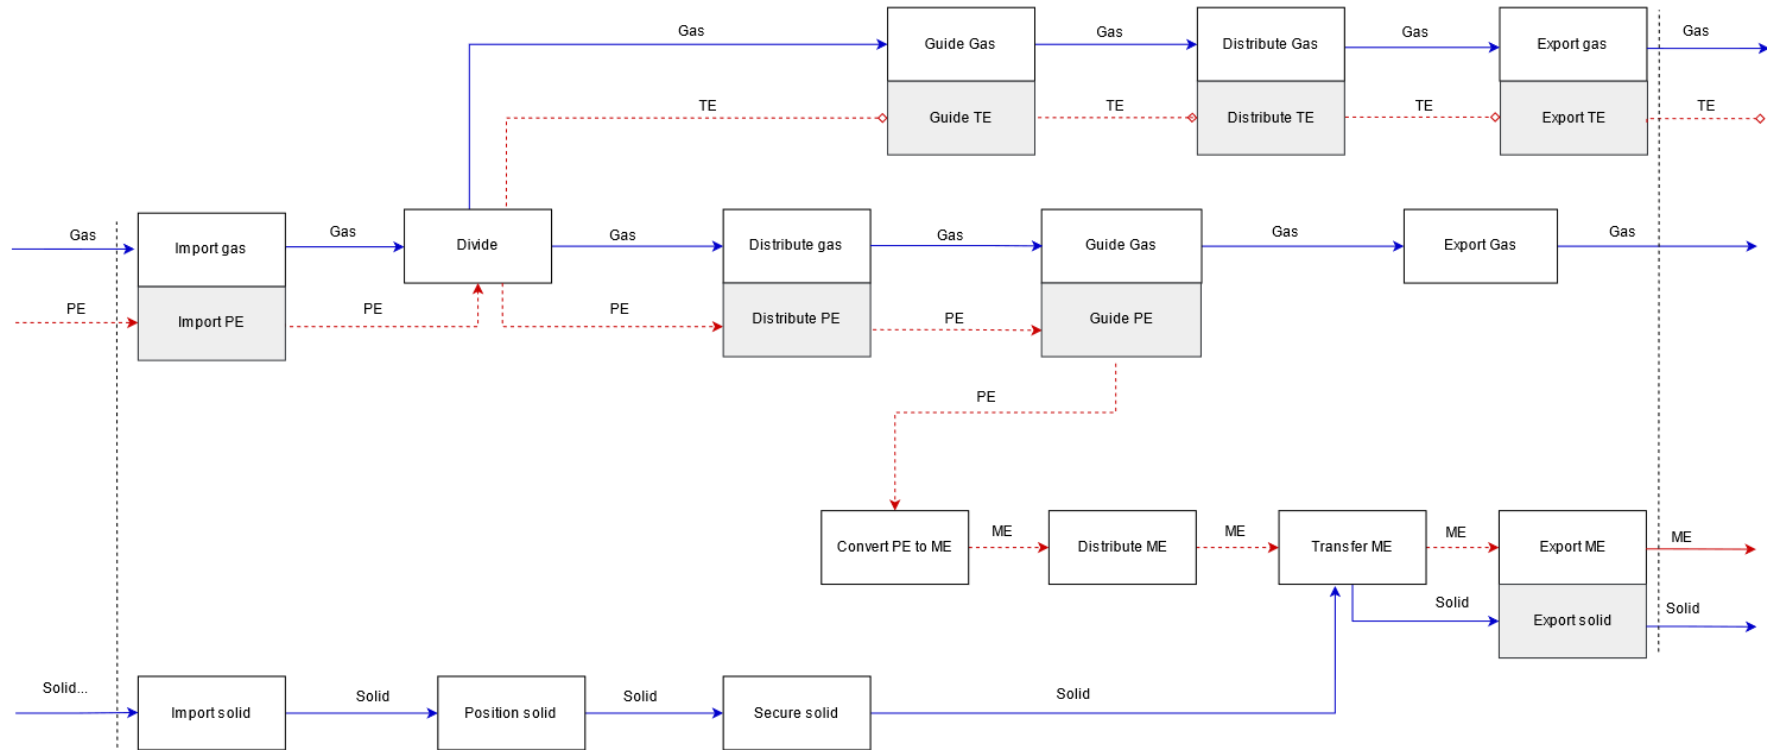 Gas
Gas
Gas
Gas
Guide Gas
Distribute Gas
Export gas
TE
TE
TE
TE
Guide TE
Distribute TE
Export TE
Gas
Gas
Gas
Gas
Gas
Gas
Import gas
Divide
Distribute gas
Guide Gas
Export Gas
PE
PE
PE
PE
Import PE
Distribute PE
Guide PE
PE
ME
ME
ME
ME
Convert PE to ME
Distribute ME
Transfer ME
Export ME
Solid
Solid
Export solid
Solid...
Solid
Solid
Solid
Import solid
Position solid
Secure solid